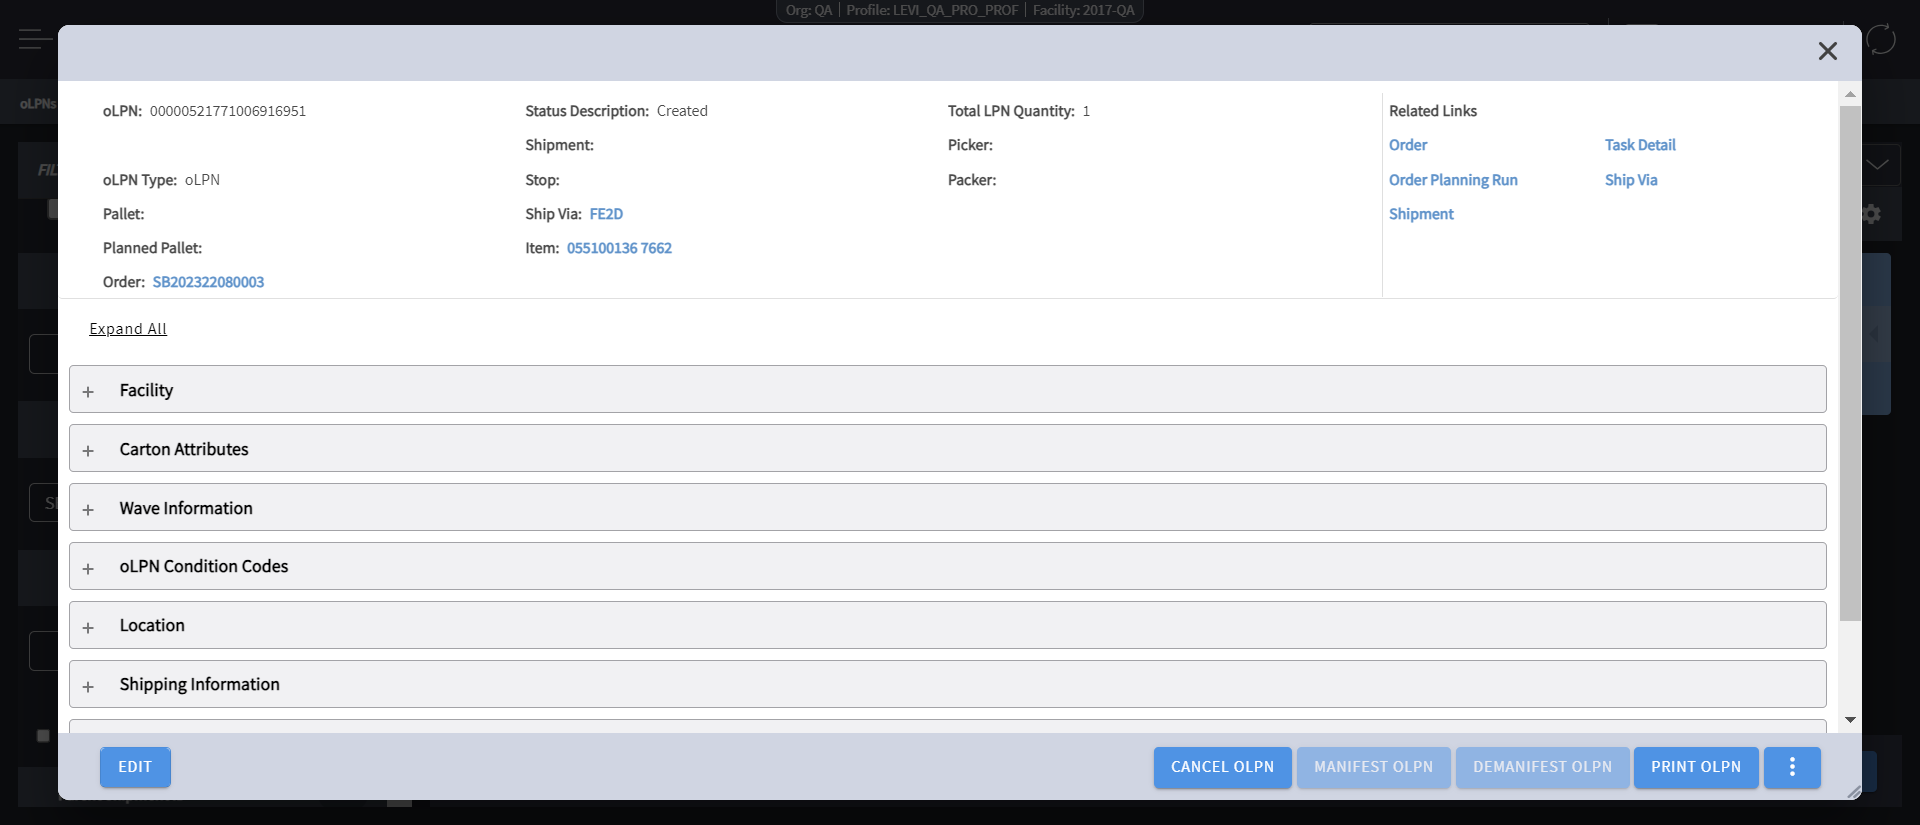 Org: QA | Profile: LEVI_QA_PRO_PROF | Facility: 2017-QA
oLPNs
FIL
oLPN: 00000521771006916951
oLPN Type: oLPN
Pallet:
Planned Pallet:
Order: SB202322080003
Status Description: Created
Shipment:
Stop:
Ship Via: FE2D
Item: 055100136 7662
Total LPN Quantity: 1
Picker:
Packer:
Related Links
Order
Task Detail
Order Planning Run
Ship Via
Shipment
Expand All
+ Facility
+ Carton Attributes
+ Wave Information
+ oLPN Condition Codes
+ Location
+ Shipping Information
EDIT
CANCEL OLPN
MANIFEST OLPN
DEMANIFEST OLPN
PRINT OLPN